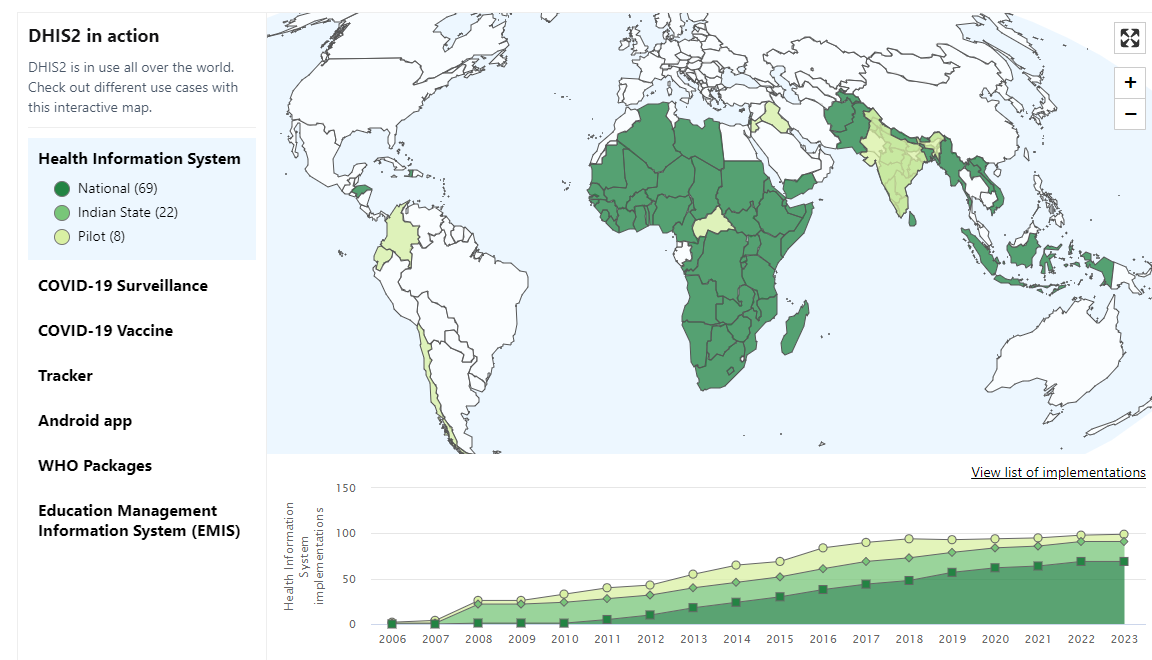 DHIS2 in action
DHIS2 is in use all over the world.
Check out different use cases with
this interactive map.
Health Information System
National (69)
Indian State (22)
Pilot (8)
COVID-19 Surveillance
COVID-19 Vaccine
Tracker
Android app
WHO Packages
Education Management
Information System (EMIS)
+
−
View list of implementations
Health Information
System
implementations
150
100
50
0
2006 2007 2008 2009 2010 2011 2012 2013 2014 2015 2016 2017 2018 2019 2020 2021 2022 2023